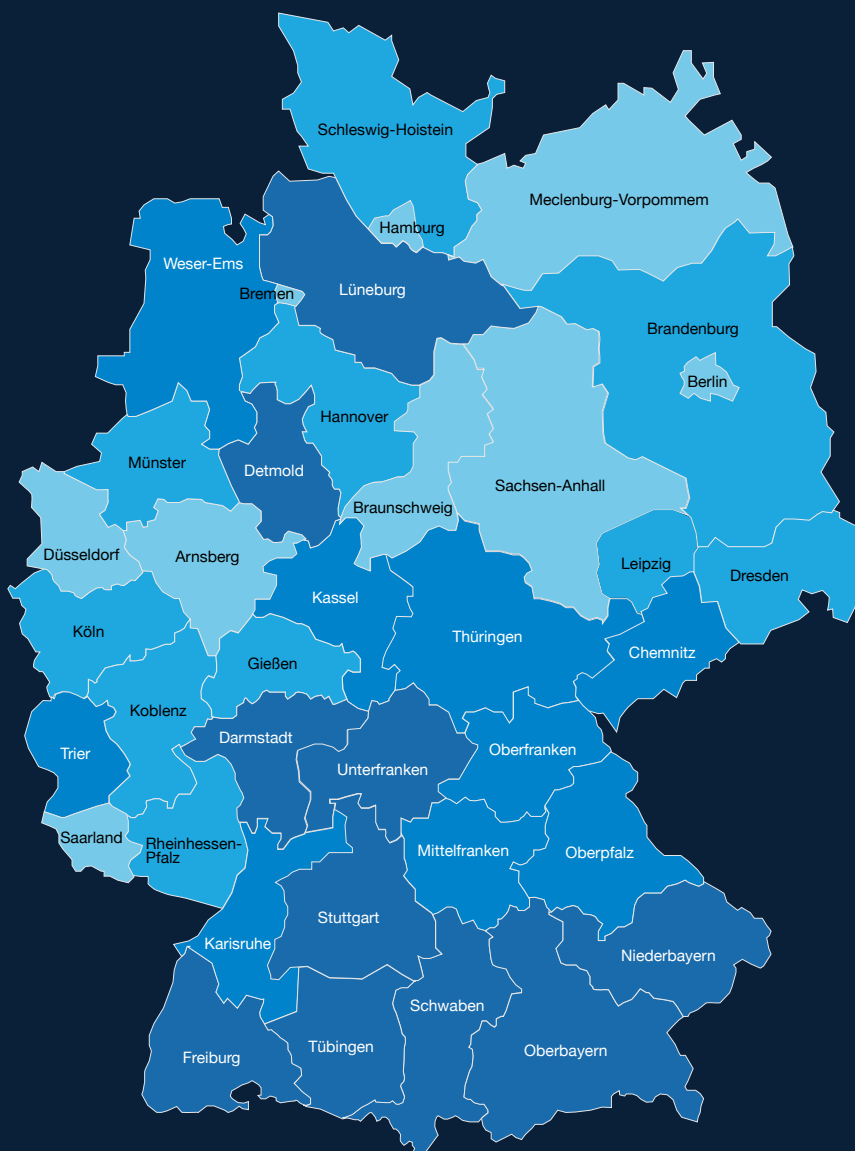 Schleswig-Hoistein
Meclenburg-Vorpommem
Hamburg
Weser-Ems
Bremen
Lüneburg
Brandenburg
Berlin
Hannover
Münster
Detmold
Braunschweig
Sachsen-Anhall
Düsseldorf
Arnsberg
Leipzig
Dresden
Kassel
Köln
Thüringen
Chemnitz
Gießen
Koblenz
Darmstadt
Trier
Oberfranken
Unterfranken
Saarland
Rheinhessen-
Pfalz
Mittelfranken
Oberpfalz
Stuttgart
Karisruhe
Niederbayern
Schwaben
Tübingen
Oberbayern
Freiburg